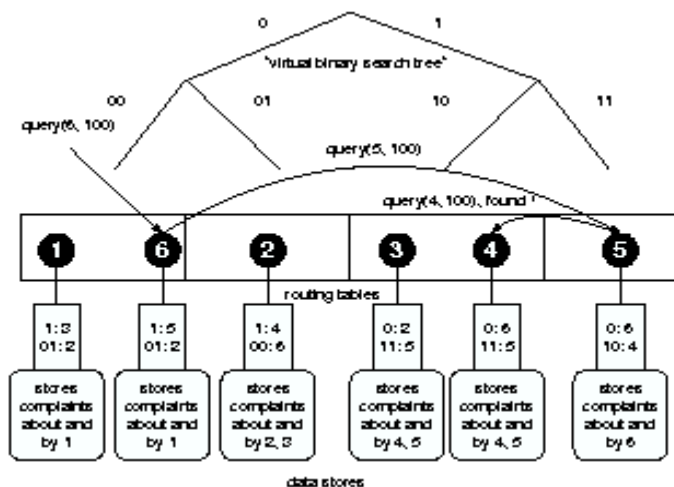 0 1
"virtual binary search tree"
00 01 10 11
query(6, 100)
query(5, 100)
query(4, 100), found !
1 6 2 3 4 5
routing tables
1:3
01:2
1:5
01:2
1:4
00:6
0:2
11:5
0:6
11:5
0:6
10:4
stores
complaints
about and
by 1
stores
complaints
about and
by 1
stores
complaints
about and
by 2, 3
stores
complaints
about and
by 4, 5
stores
complaints
about and
by 4, 5
stores
complaints
about and
by 6
data stores